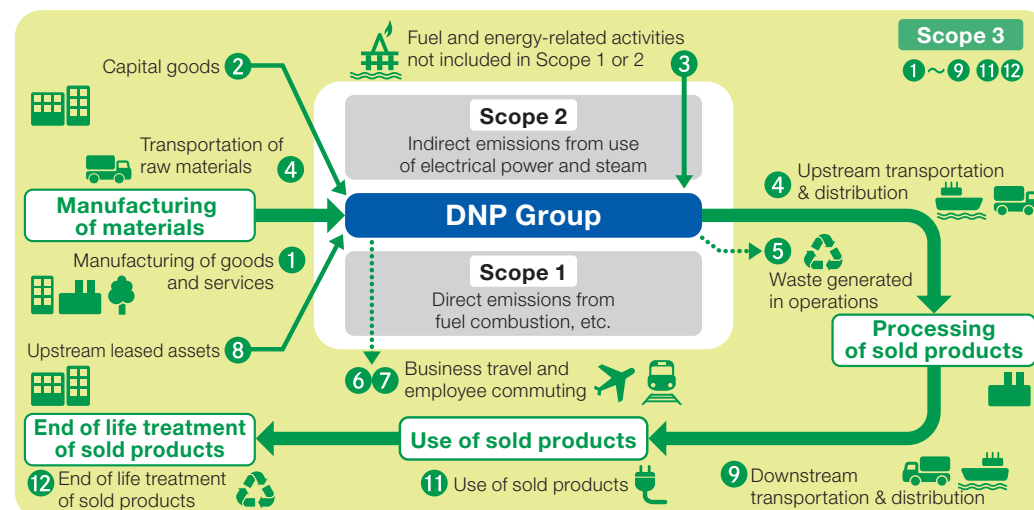 Fuel and energy-related activities
not included in Scope 1 or 2 3
Scope 3
1～9 11 12
Capital goods 2
Scope 2
Indirect emissions from use
of electrical power and steam
Transportation of
raw materials 4
Manufacturing
of materials
DNP Group
4 Upstream transportation
& distribution
Manufacturing of goods
and services 1
Scope 1
Direct emissions from
fuel combustion, etc.
5
Waste generated
in operations
Upstream leased assets 8
6 7 Business travel and
employee commuting
Processing
of sold products
End of life treatment
of sold products
Use of sold products
12 End of life treatment
of sold products
11 Use of sold products
9 Downstream
transportation & distribution